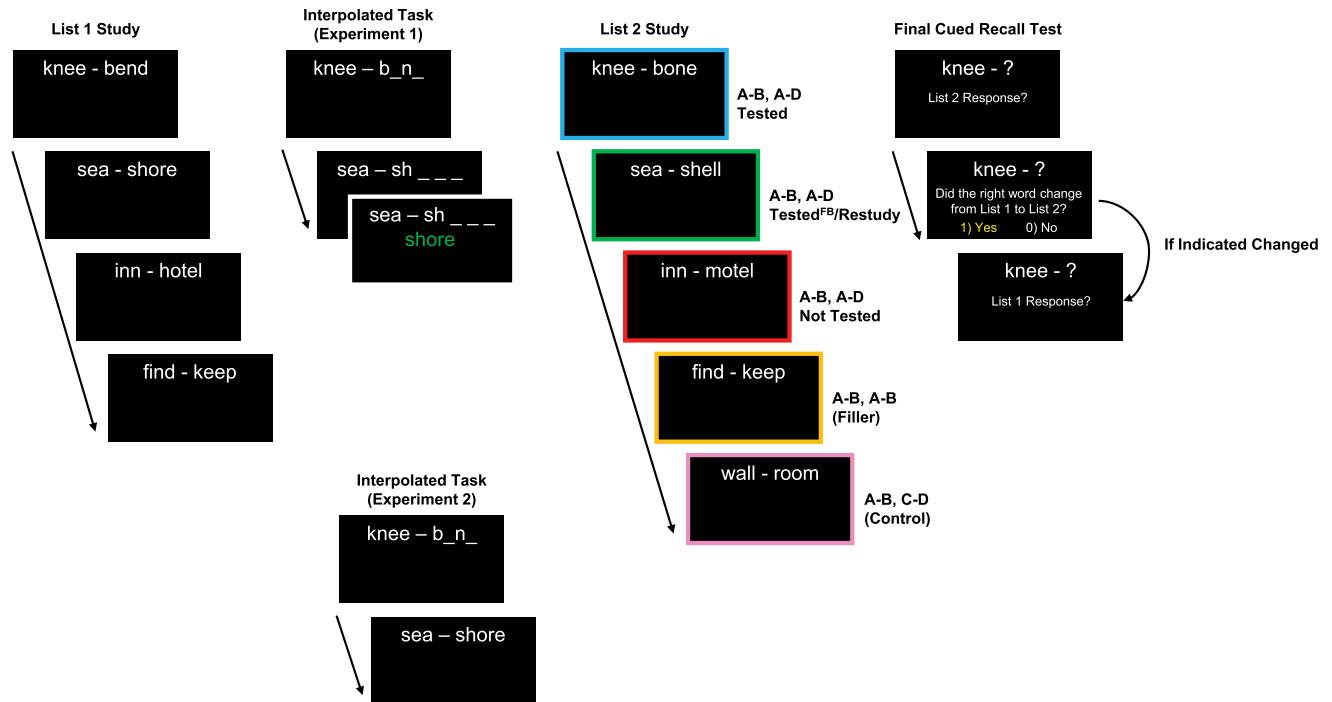 List 1 Study
knee - bend
sea - shore
inn - hotel
find - keep
Interpolated Task
(Experiment 1)
knee – b_n_
sea – sh _ _ _
sea – sh _ _ _
shore
Interpolated Task
(Experiment 2)
knee – b_n_
sea – shore
List 2 Study
knee - bone
A-B, A-D
Tested
sea - shell
A-B, A-D
Testedᶠᴮ/Restudy
inn - motel
A-B, A-D
Not Tested
find - keep
A-B, A-B
(Filler)
wall - room
A-B, C-D
(Control)
Final Cued Recall Test
knee - ?
List 2 Response?
knee - ?
Did the right word change
from List 1 to List 2?
1) Yes 0) No
If Indicated Changed
knee - ?
List 1 Response?